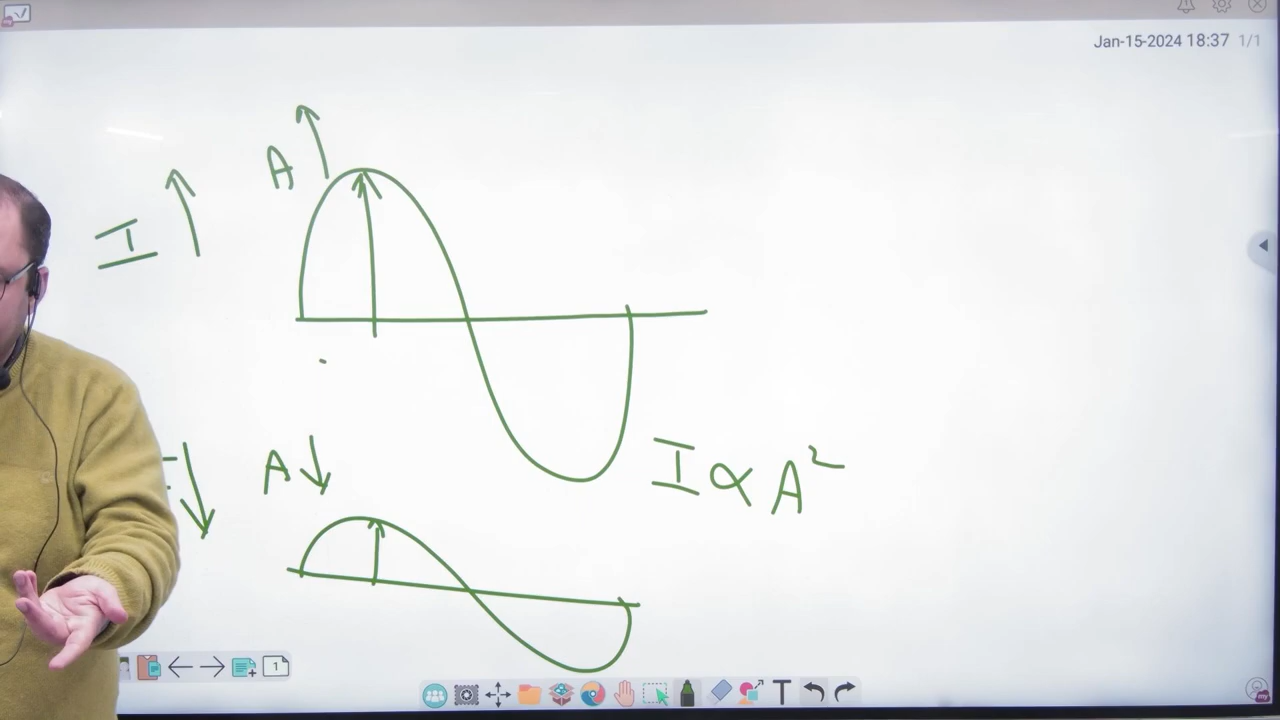 Jan-15-2024 18:37 1/1
A ↑
I ↑
I ∝ A²
A ↓
1
T